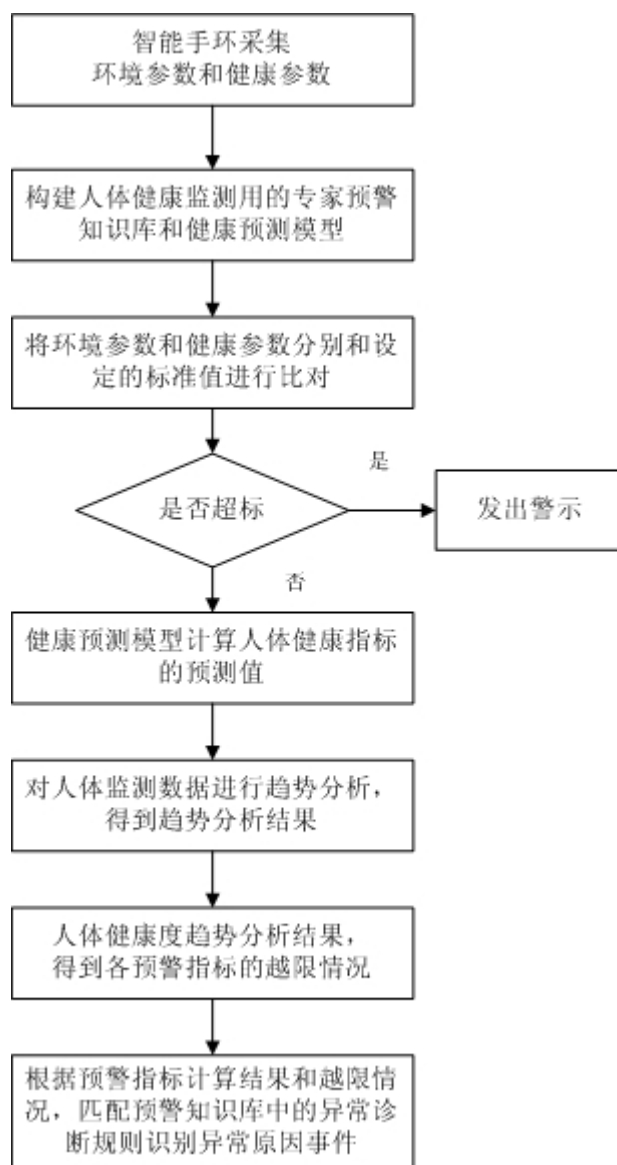 智能手环采集
环境参数和健康参数
构建人体健康监测用的专家预警
知识库和健康预测模型
将环境参数和健康参数分别和设
定的标准值进行比对
是否超标
是
发出警示
否
健康预测模型计算人体健康指标
的预测值
对人体监测数据进行趋势分析，
得到趋势分析结果
人体健康度趋势分析结果，
得到各预警指标的越限情况
根据预警指标计算结果和越限情
况，匹配预警知识库中的异常诊
断规则识别异常原因事件